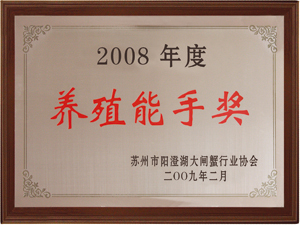 2008 年度
养殖能手奖
苏州市阳澄湖大闸蟹行业协会
二00九年二月